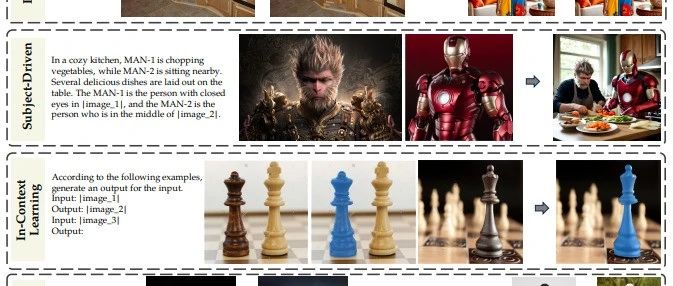 Subject-Driven
In a cozy kitchen, MAN-1 is chopping
vegetables, while MAN-2 is sitting nearby.
Several delicious dishes are laid out on the
table. The MAN-1 is the person with closed
eyes in |image_1|, and the MAN-2 is the
person who is in the middle of |image_2|.
In-Context
Learning
According to the following examples,
generate an output for the input.
Input: |image_1|
Output: |image_2|
Input: |image_3|
Output: